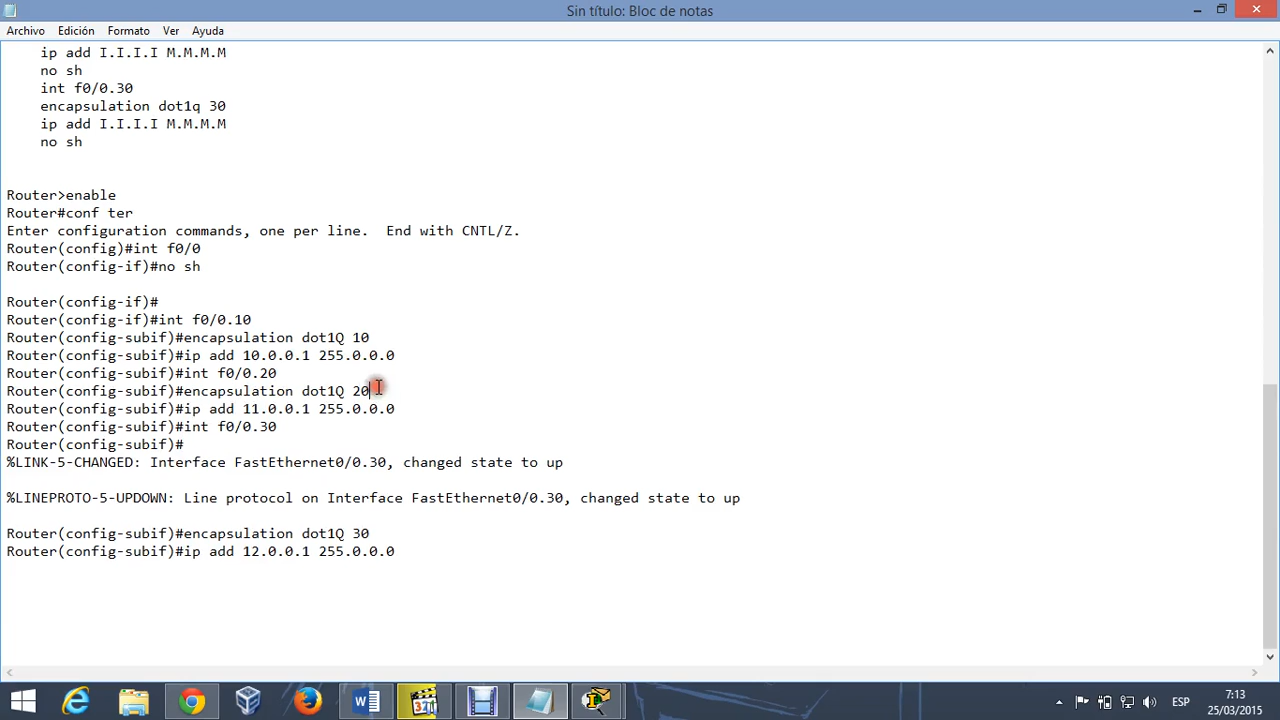 Sin título: Bloc de notas
Archivo Edición Formato Ver Ayuda
ip add I.I.I.I M.M.M.M
no sh
int f0/0.30
encapsulation dot1q 30
ip add I.I.I.I M.M.M.M
no sh
Router>enable
Router#conf ter
Enter configuration commands, one per line.  End with CNTL/Z.
Router(config)#int f0/0
Router(config-if)#no sh
Router(config-if)#
Router(config-if)#int f0/0.10
Router(config-subif)#encapsulation dot1Q 10
Router(config-subif)#ip add 10.0.0.1 255.0.0.0
Router(config-subif)#int f0/0.20
Router(config-subif)#encapsulation dot1Q 20
Router(config-subif)#ip add 11.0.0.1 255.0.0.0
Router(config-subif)#int f0/0.30
Router(config-subif)#
%LINK-5-CHANGED: Interface FastEthernet0/0.30, changed state to up
%LINEPROTO-5-UPDOWN: Line protocol on Interface FastEthernet0/0.30, changed state to up
Router(config-subif)#encapsulation dot1Q 30
Router(config-subif)#ip add 12.0.0.1 255.0.0.0
321
ESP
7:13
25/03/2015